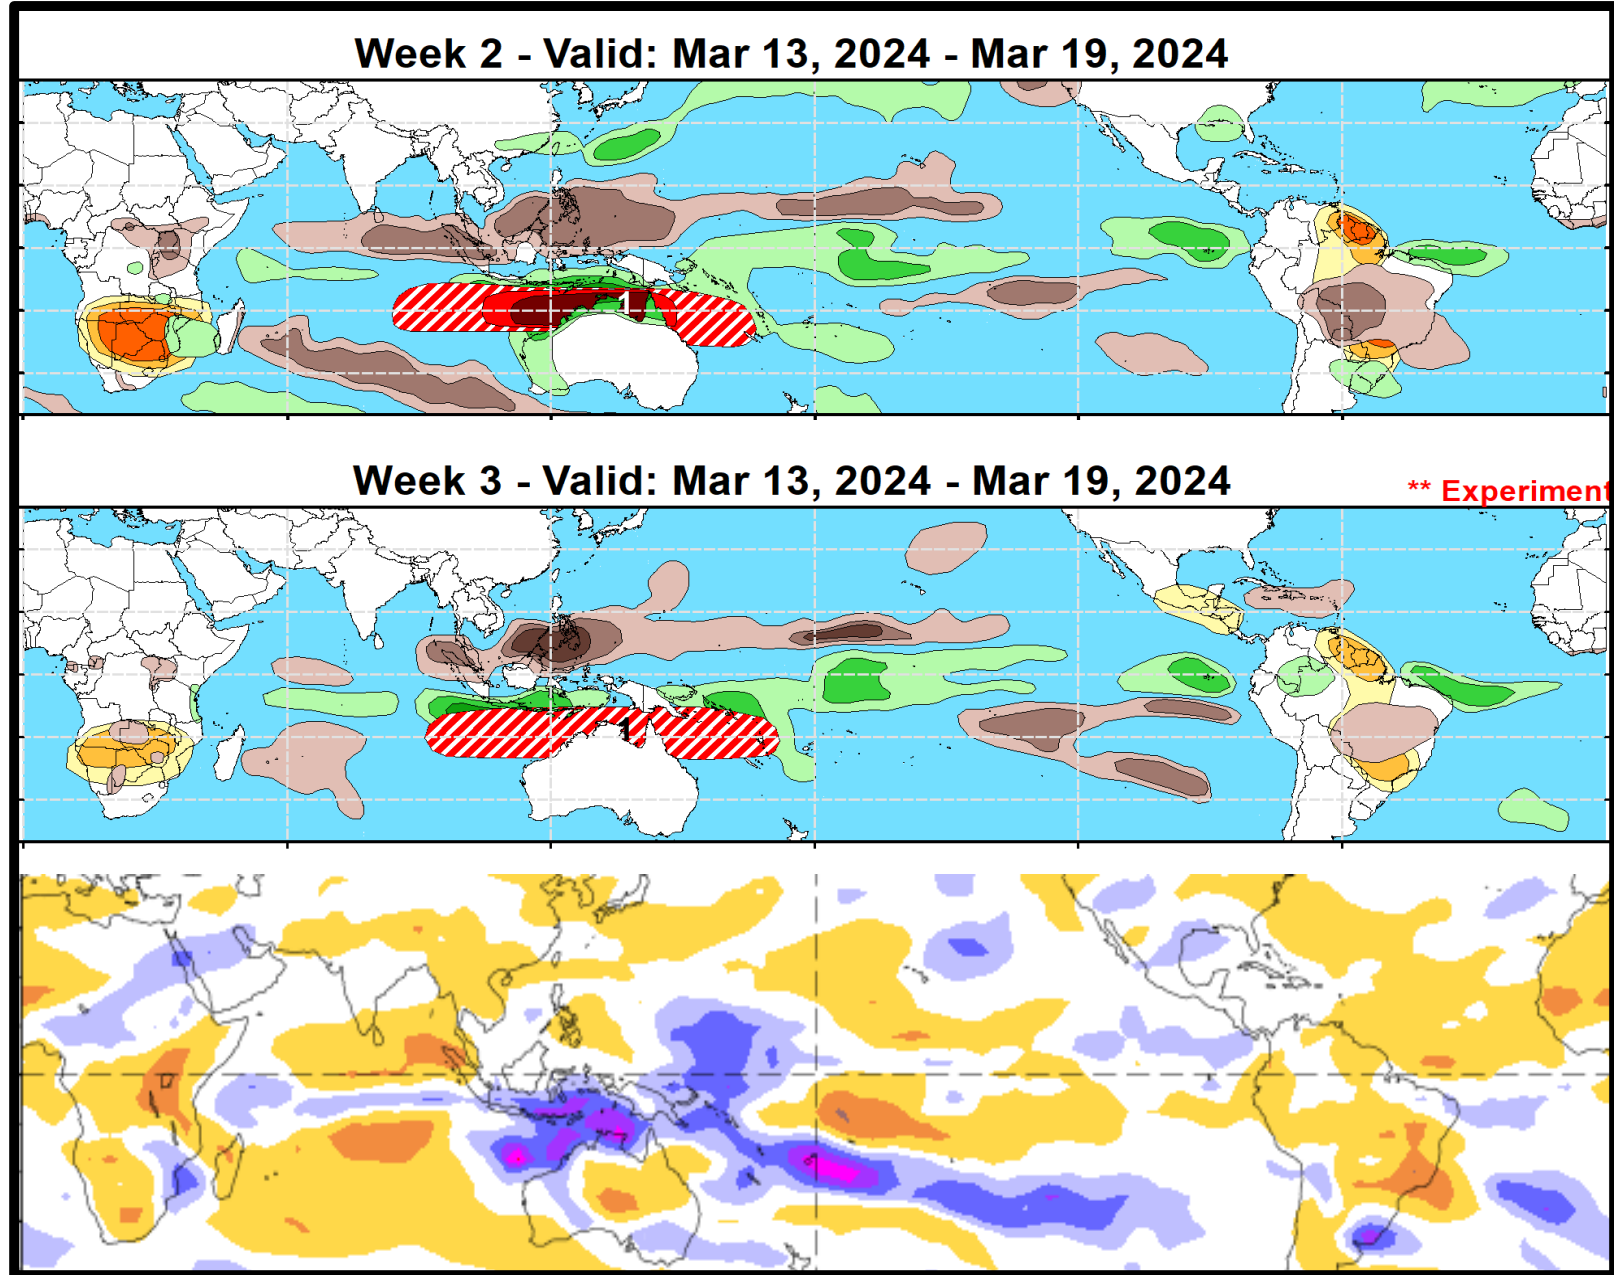 Week 2 - Valid: Mar 13, 2024 - Mar 19, 2024
1
Week 3 - Valid: Mar 13, 2024 - Mar 19, 2024
** Experiment
1